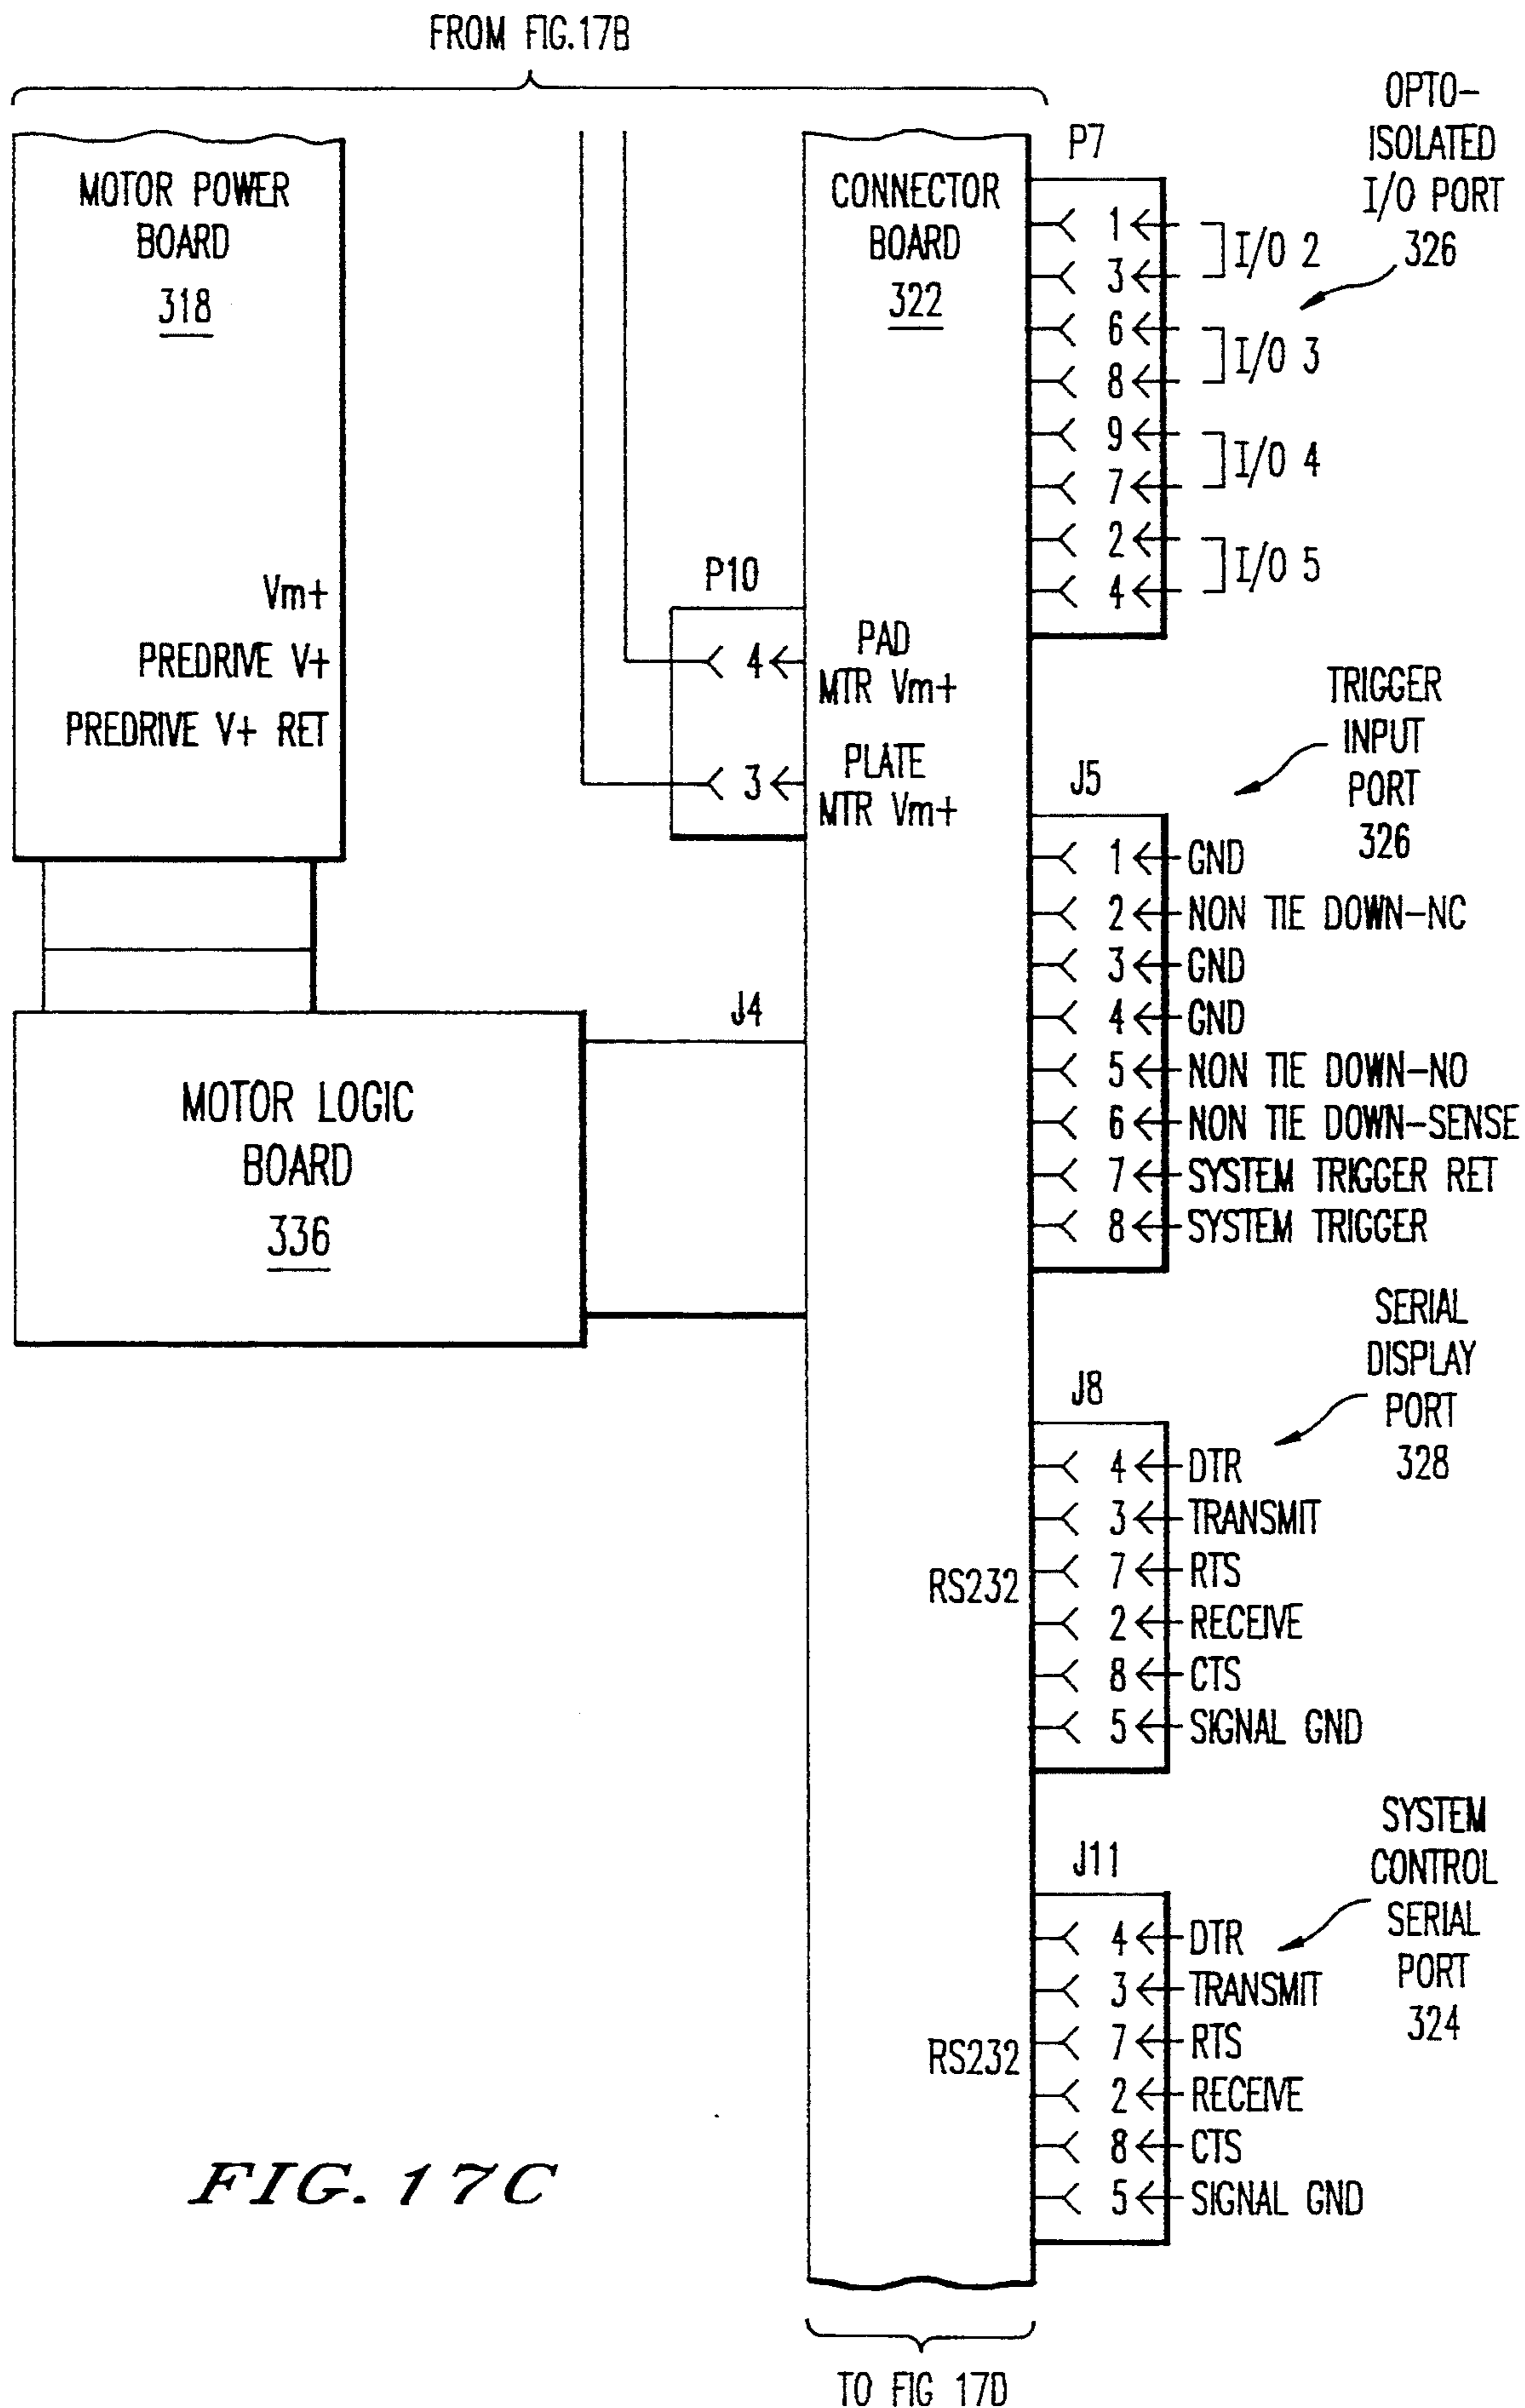 FROM FIG.17B
MOTOR POWER
BOARD
318
Vm+
PREDRIVE V+
PREDRIVE V+ RET
MOTOR LOGIC
BOARD
336
P10
4
3
PAD
MTR Vm+
PLATE
MTR Vm+
J4
CONNECTOR
BOARD
322
P7
1
3
I/O 2
6
8
I/O 3
9
7
I/O 4
2
4
I/O 5
OPTO-
ISOLATED
I/O PORT
326
J5
1 GND
2 NON TIE DOWN-NC
3 GND
4 GND
5 NON TIE DOWN-NO
6 NON TIE DOWN-SENSE
7 SYSTEM TRIGGER RET
8 SYSTEM TRIGGER
TRIGGER
INPUT
PORT
326
J8
RS232
4 DTR
3 TRANSMIT
7 RTS
2 RECEIVE
8 CTS
5 SIGNAL GND
SERIAL
DISPLAY
PORT
328
J11
RS232
4 DTR
3 TRANSMIT
7 RTS
2 RECEIVE
8 CTS
5 SIGNAL GND
SYSTEM
CONTROL
SERIAL
PORT
324
FIG. 17C
TO FIG 17D